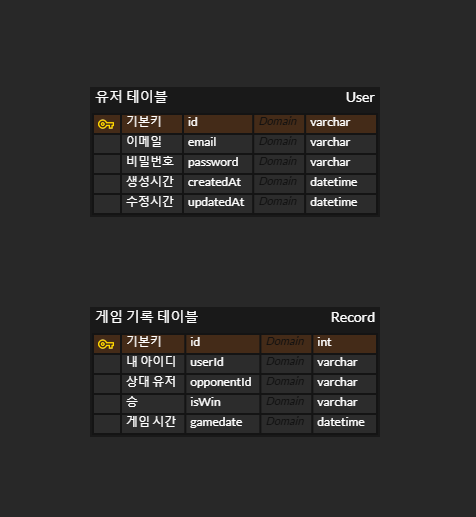 유저 테이블 User
기본키 id Domain varchar
이메일 email Domain varchar
비밀번호 password Domain varchar
생성시간 createdAt Domain datetime
수정시간 updatedAt Domain datetime
게임 기록 테이블 Record
기본키 id Domain int
내 아이디 userId Domain varchar
상대 유저 opponentId Domain varchar
승 isWin Domain varchar
게임 시간 gamedate Domain datetime